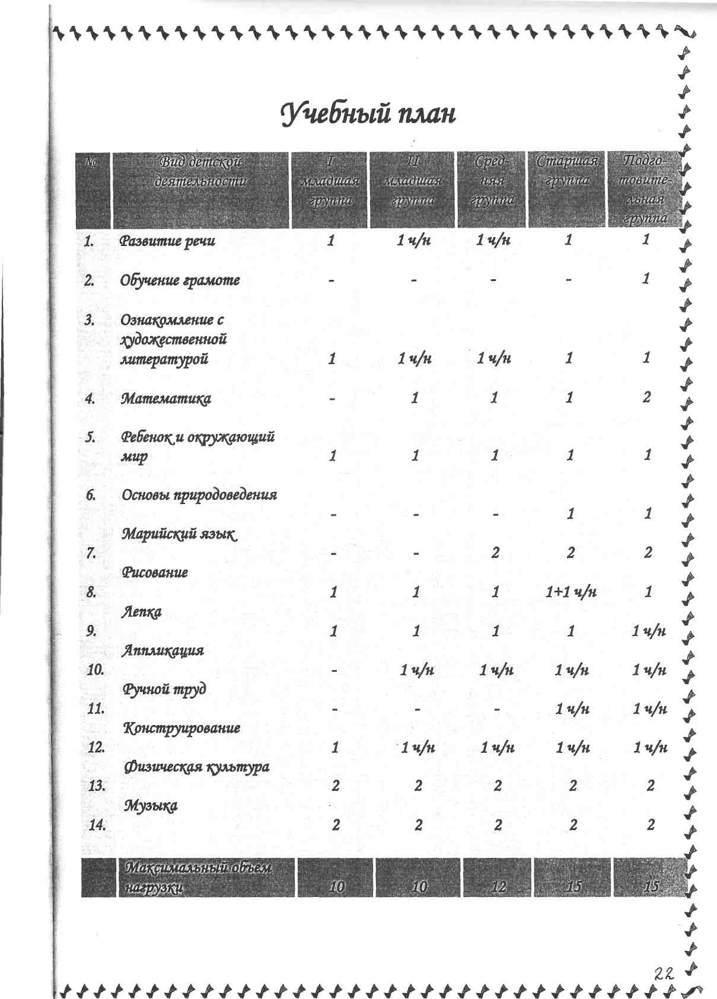 Учебный план
№ Вид детской деятельности I младшая группа II младшая группа Сред-няя группа Старшая группа Подго-товите-льная группа
1. Развитие речи 1 1 ч/н 1 ч/н 1 1
2. Обучение грамоте - - - - 1
3. Ознакомление с
художественной
литературой 1 1 ч/н 1 ч/н 1 1
4. Математика - 1 1 1 2
5. Ребенок и окружающий
мир 1 1 1 1 1
6. Основы природоведения
- - - 1 1
Марийский язык
7. - - 2 2 2
Рисование
8. 1 1 1 1+1 ч/н 1
Лепка
9. 1 1 1 1 1 ч/н
Аппликация
10. - 1 ч/н 1 ч/н 1 ч/н 1 ч/н
Ручной труд
11. - - - 1 ч/н 1 ч/н
Конструирование
12. 1 1 ч/н 1 ч/н 1 ч/н 1 ч/н
Физическая культура
13. 2 2 2 2 2
Музыка
14. 2 2 2 2 2
Максимальный объем
нагрузки 10 10 12 15 15
22